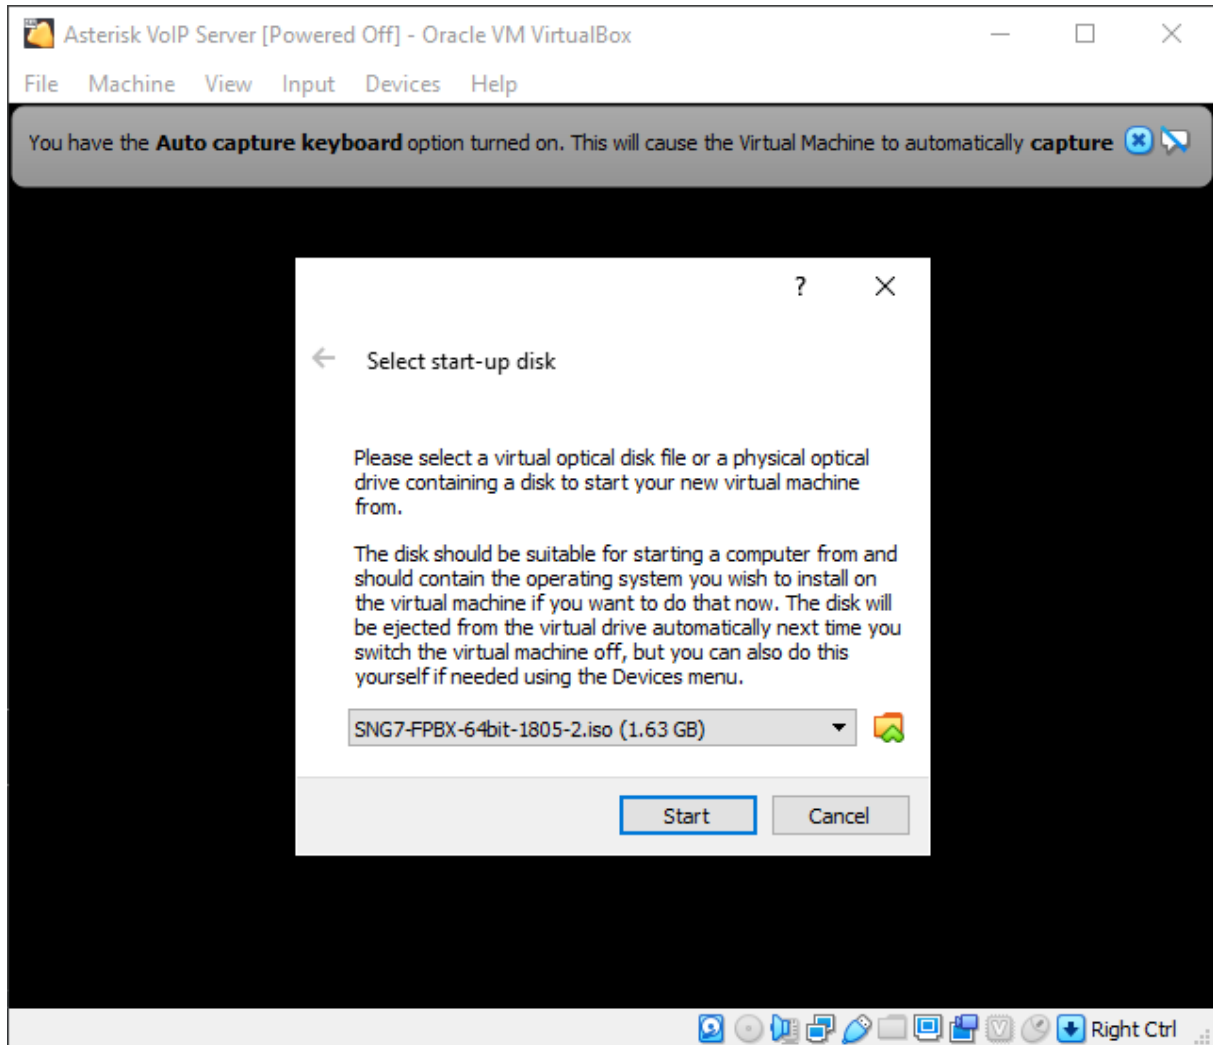 Asterisk VoIP Server [Powered Off] - Oracle VM VirtualBox
File Machine View Input Devices Help
You have the Auto capture keyboard option turned on. This will cause the Virtual Machine to automatically capture
?
Select start-up disk
Please select a virtual optical disk file or a physical optical
drive containing a disk to start your new virtual machine
from.
The disk should be suitable for starting a computer from and
should contain the operating system you wish to install on
the virtual machine if you want to do that now. The disk will
be ejected from the virtual drive automatically next time you
switch the virtual machine off, but you can also do this
yourself if needed using the Devices menu.
SNG7-FPBX-64bit-1805-2.iso (1.63 GB)
Start Cancel
Right Ctrl